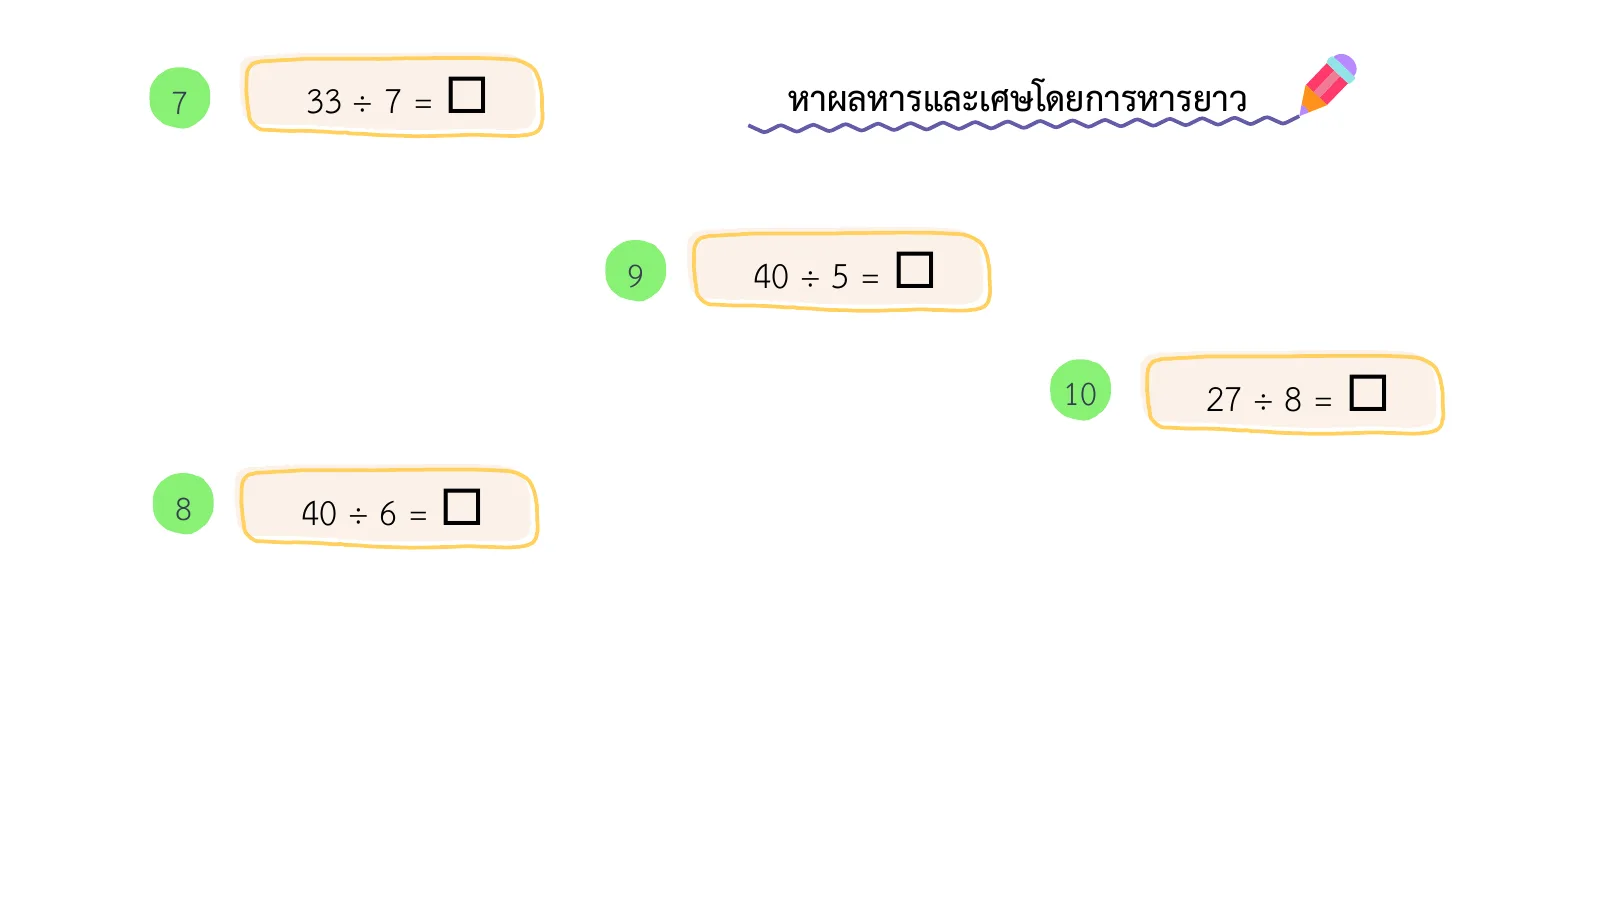 7
33 ÷ 7 = □
หาผลหารและเศษโดยการหารยาว
9
40 ÷ 5 = □
10
27 ÷ 8 = □
8
40 ÷ 6 = □